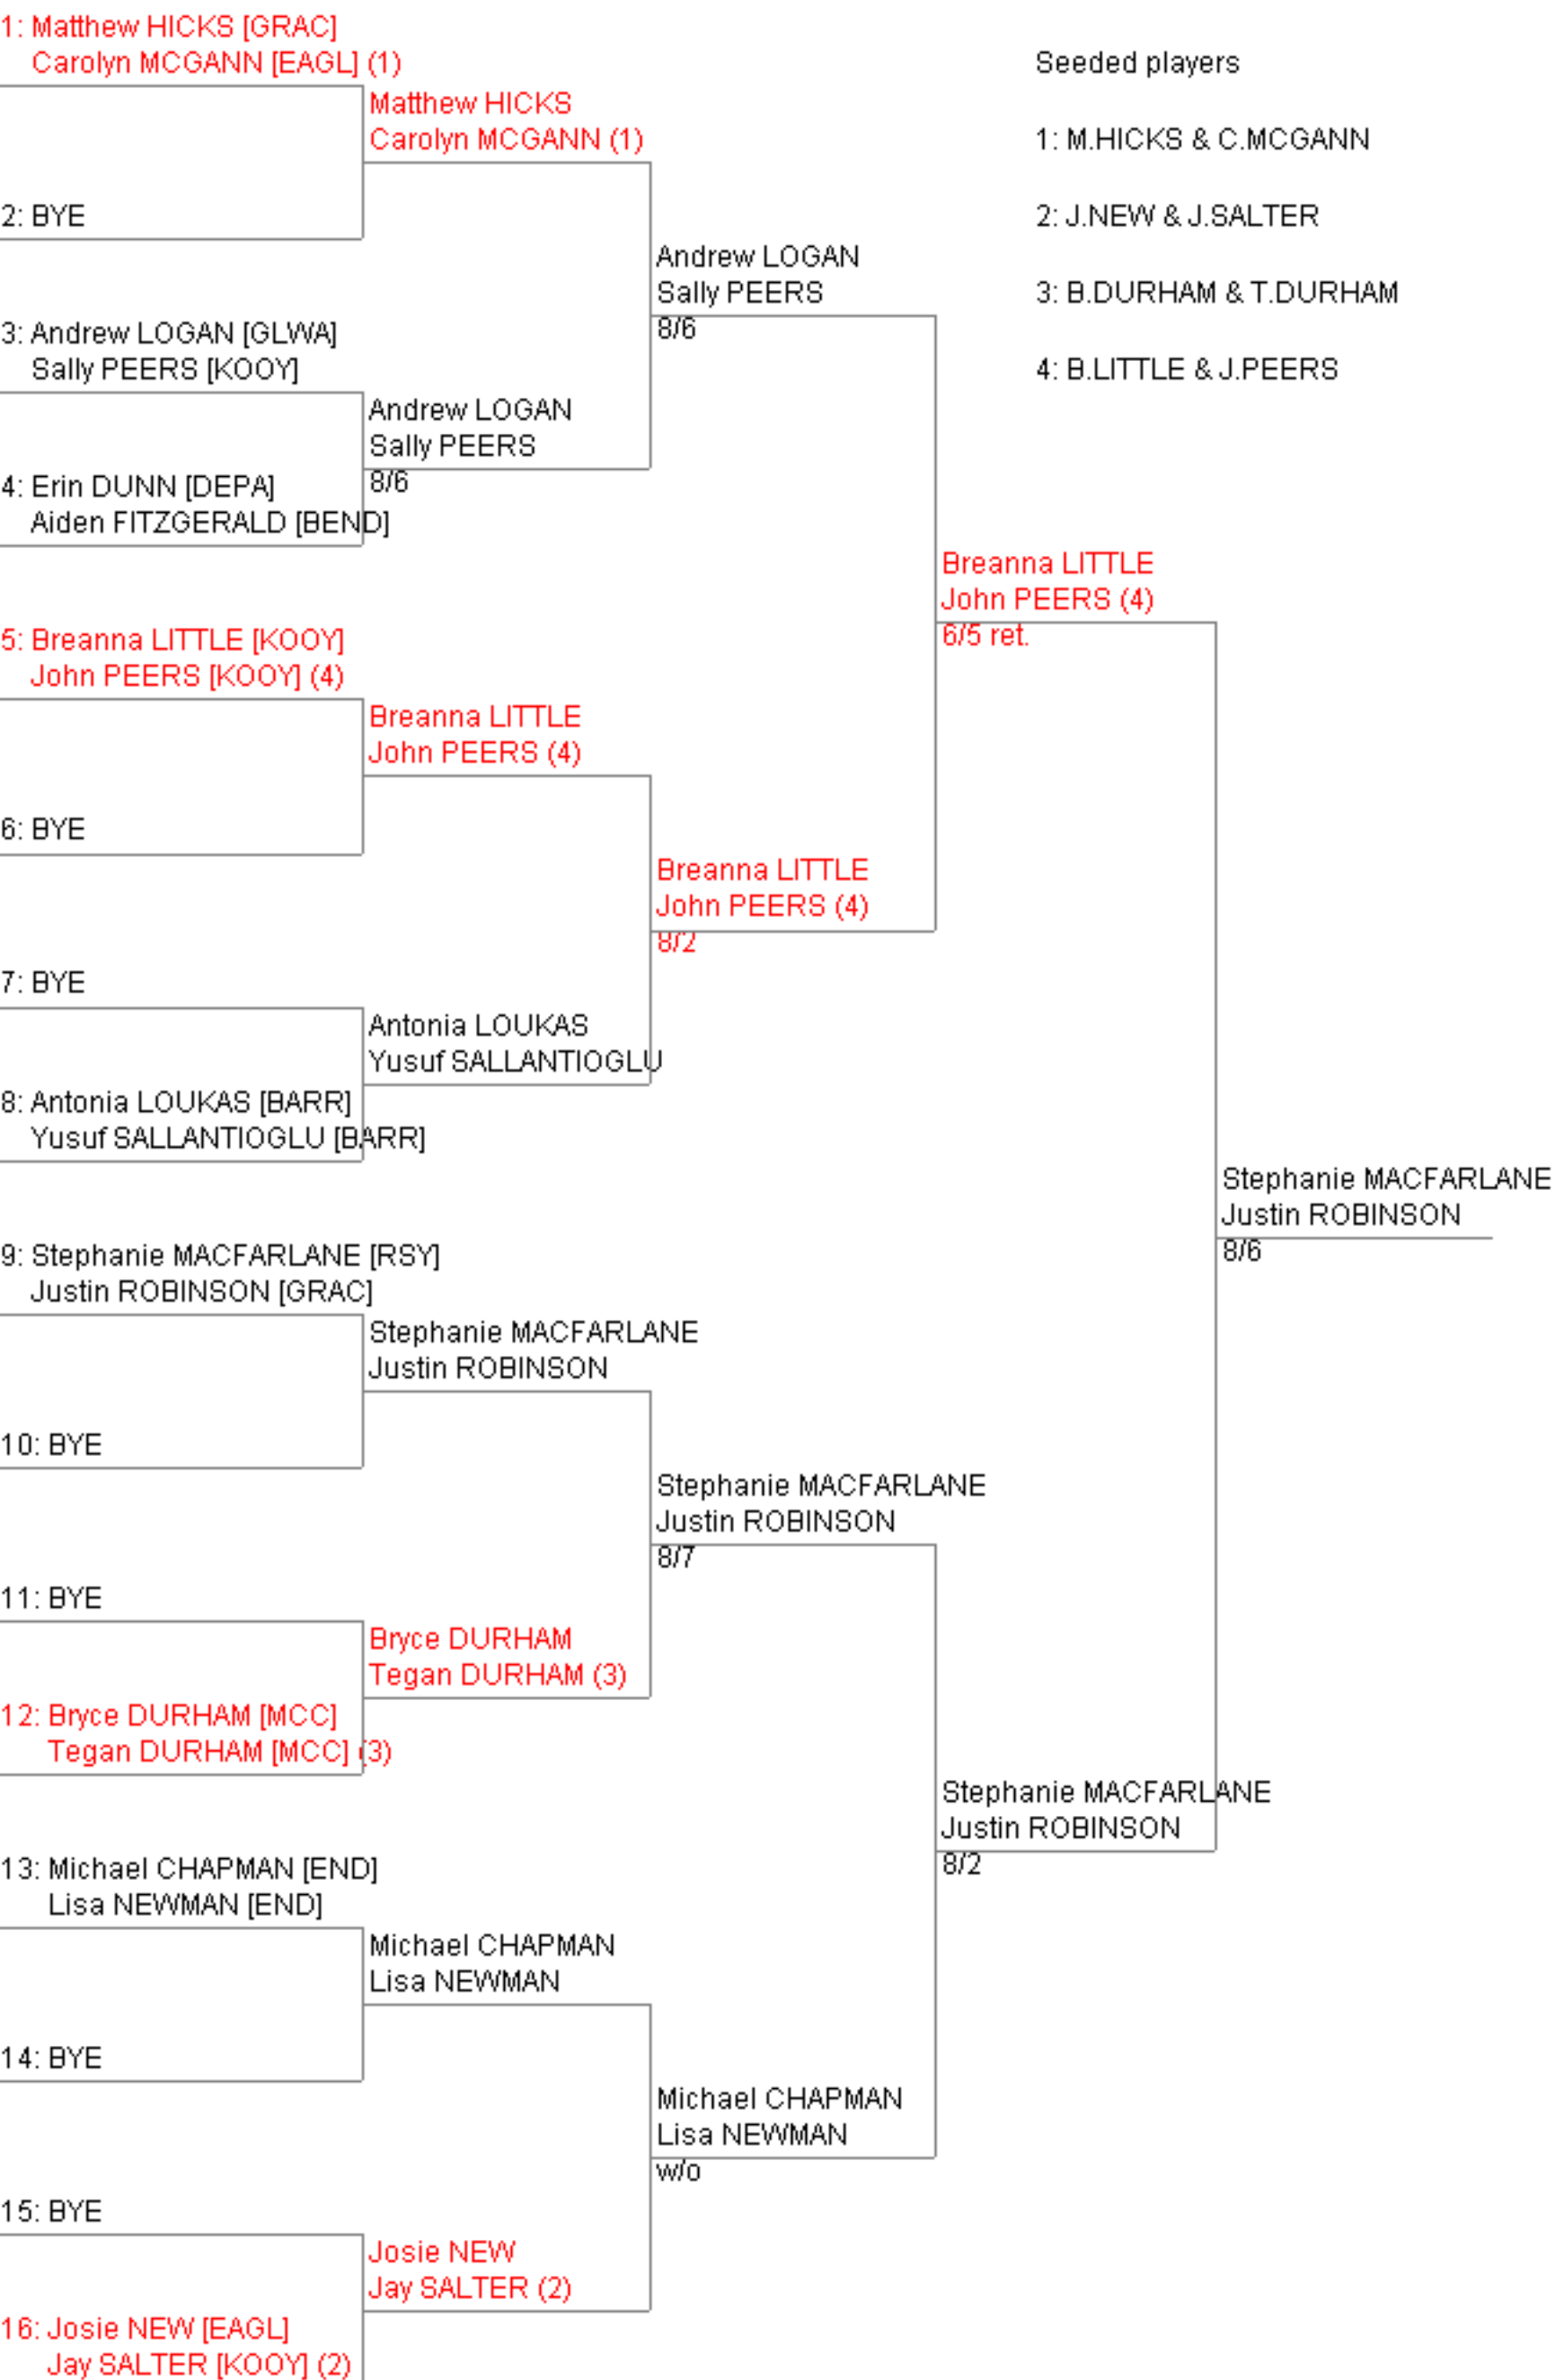 1: Matthew HICKS [GRAC]
Carolyn MCGANN [EAGL] (1)
2: BYE
3: Andrew LOGAN [GLWA]
Sally PEERS [KOOY]
4: Erin DUNN [DEPA]
Aiden FITZGERALD [BEND]
5: Breanna LITTLE [KOOY]
John PEERS [KOOY] (4)
6: BYE
7: BYE
8: Antonia LOUKAS [BARR]
Yusuf SALLANTIOGLU [BARR]
9: Stephanie MACFARLANE [RSY]
Justin ROBINSON [GRAC]
10: BYE
11: BYE
12: Bryce DURHAM [MCC]
Tegan DURHAM [MCC] (3)
13: Michael CHAPMAN [END]
Lisa NEWMAN [END]
14: BYE
15: BYE
16: Josie NEW [EAGL]
Jay SALTER [KOOY] (2)
Matthew HICKS
Carolyn MCGANN (1)
Andrew LOGAN
Sally PEERS
8/6
Breanna LITTLE
John PEERS (4)
Antonia LOUKAS
Yusuf SALLANTIOGLU
Stephanie MACFARLANE
Justin ROBINSON
Bryce DURHAM
Tegan DURHAM (3)
Michael CHAPMAN
Lisa NEWMAN
Josie NEW
Jay SALTER (2)
Andrew LOGAN
Sally PEERS
8/6
Breanna LITTLE
John PEERS (4)
8/2
Stephanie MACFARLANE
Justin ROBINSON
8/7
Michael CHAPMAN
Lisa NEWMAN
w/o
Breanna LITTLE
John PEERS (4)
6/5 ret.
Stephanie MACFARLANE
Justin ROBINSON
8/2
Stephanie MACFARLANE
Justin ROBINSON
8/6
Seeded players
1: M.HICKS & C.MCGANN
2: J.NEW & J.SALTER
3: B.DURHAM & T.DURHAM
4: B.LITTLE & J.PEERS